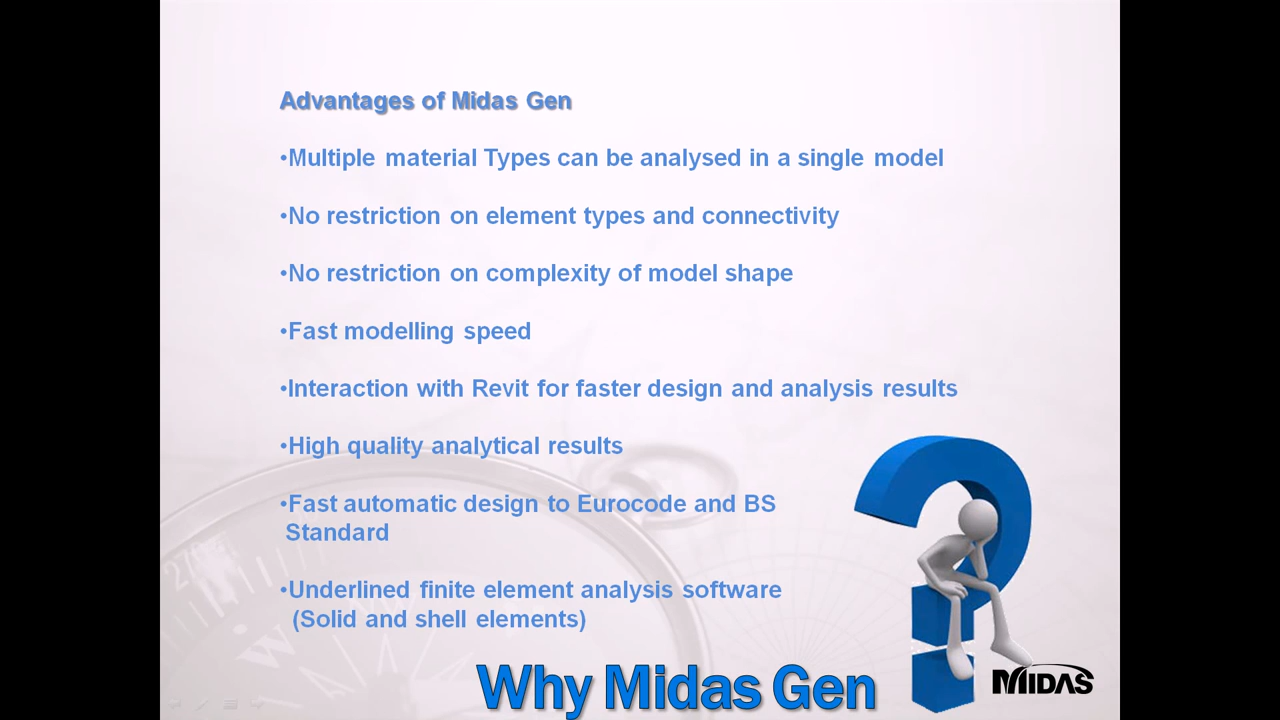 Advantages of Midas Gen
•Multiple material Types can be analysed in a single model
•No restriction on element types and connectivity
•No restriction on complexity of model shape
•Fast modelling speed
•Interaction with Revit for faster design and analysis results
•High quality analytical results
•Fast automatic design to Eurocode and BS
Standard
•Underlined finite element analysis software
(Solid and shell elements)
Why Midas Gen
MIDAS
W